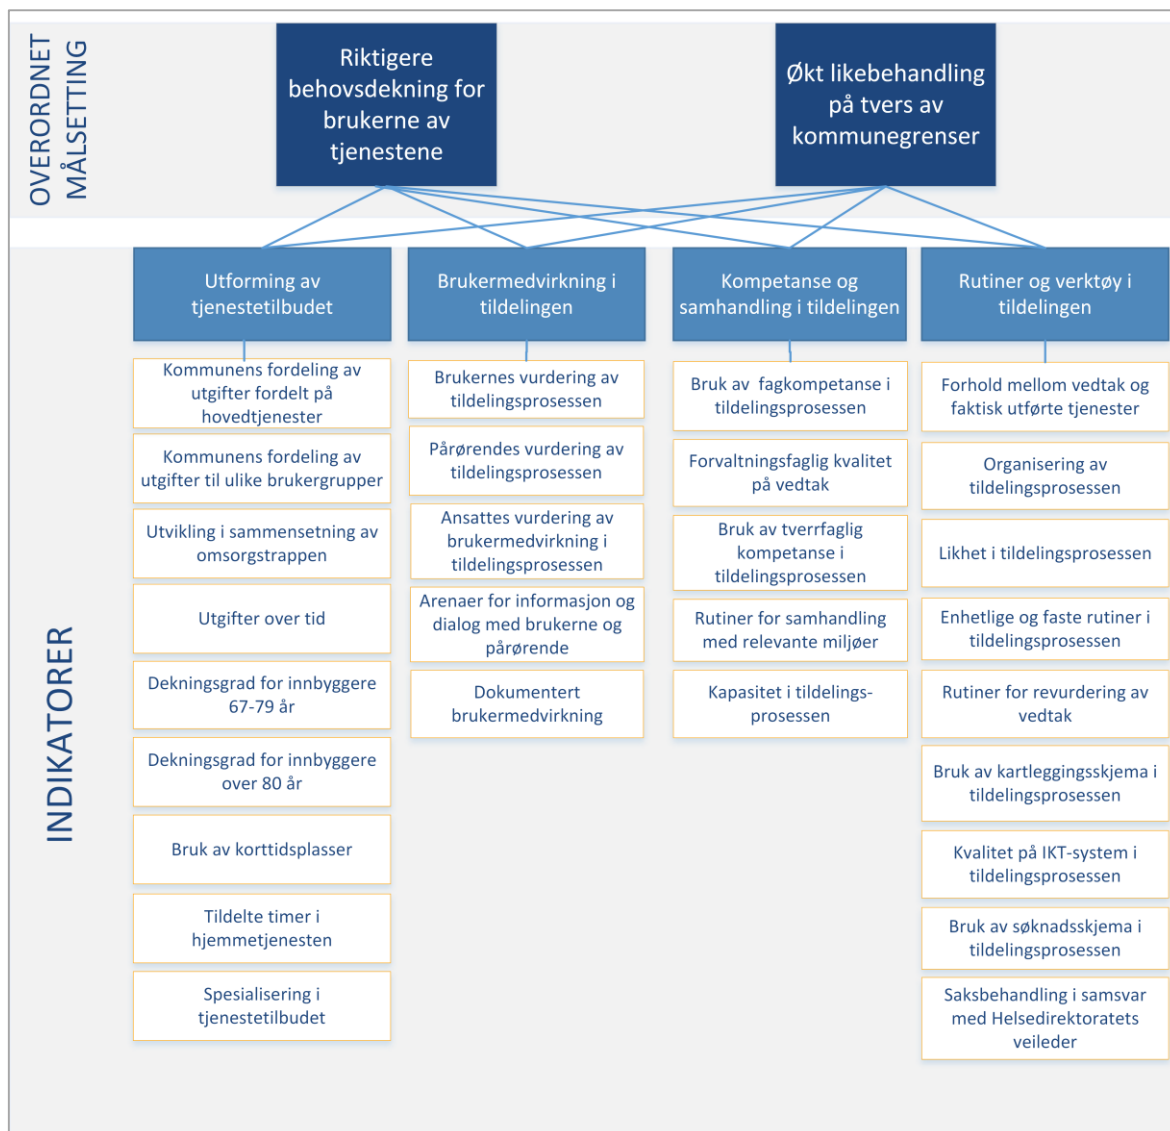 OVERORDNET
MÅLSETTING
Riktigere
behovsdekning for
brukerne av
tjenestene
Økt likebehandling
på tvers av
kommunegrenser
INDIKATORER
Utforming av
tjenestetilbudet
Kommunens fordeling av
utgifter fordelt på
hovedtjenester
Kommunens fordeling av
utgifter til ulike brukergrupper
Utvikling i sammensetning av
omsorgstrappen
Utgifter over tid
Dekningsgrad for innbyggere
67-79 år
Dekningsgrad for innbyggere
over 80 år
Bruk av korttidsplasser
Tildelte timer i
hjemmetjenesten
Spesialisering i
tjenestetilbudet
Brukermedvirkning i
tildelingen
Brukernes vurdering av
tildelingsprosessen
Pårørendes vurdering av
tildelingsprosessen
Ansattes vurdering av
brukermedvirkning i
tildelingsprosessen
Arenaer for informasjon og
dialog med brukerne og
pårørende
Dokumentert
brukermedvirkning
Kompetanse og
samhandling i tildelingen
Bruk av fagkompetanse i
tildelingsprosessen
Forvaltningsfaglig kvalitet
på vedtak
Bruk av tverrfaglig
kompetanse i
tildelingsprosessen
Rutiner for samhandling
med relevante miljøer
Kapasitet i tildelings-
prosessen
Rutiner og verktøy i
tildelingen
Forhold mellom vedtak og
faktisk utførte tjenester
Organisering av
tildelingsprosessen
Likhet i tildelingsprosessen
Enhetlige og faste rutiner i
tildelingsprosessen
Rutiner for revurdering av
vedtak
Bruk av kartleggingsskjema i
tildelingsprosessen
Kvalitet på IKT-system i
tildelingsprosessen
Bruk av søknadsskjema i
tildelingsprosessen
Saksbehandling i samsvar
med Helsedirektoratets
veileder